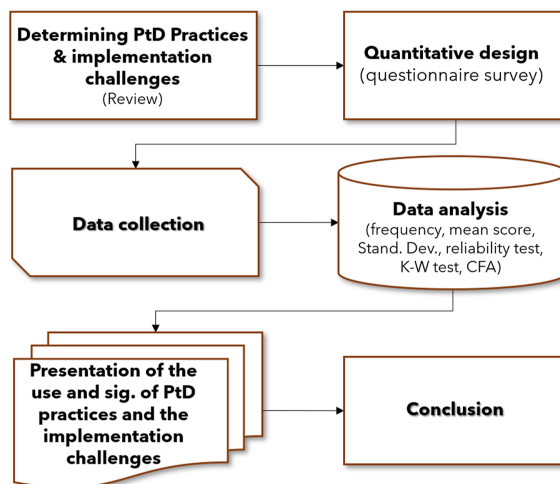 Determining PtD Practices
& implementation
challenges
(Review)
Quantitative design
(questionnaire survey)
Data collection
Data analysis
(frequency, mean score,
Stand. Dev., reliability test,
K-W test, CFA)
Presentation of the
use and sig. of PtD
practices and the
implementation
challenges
Conclusion